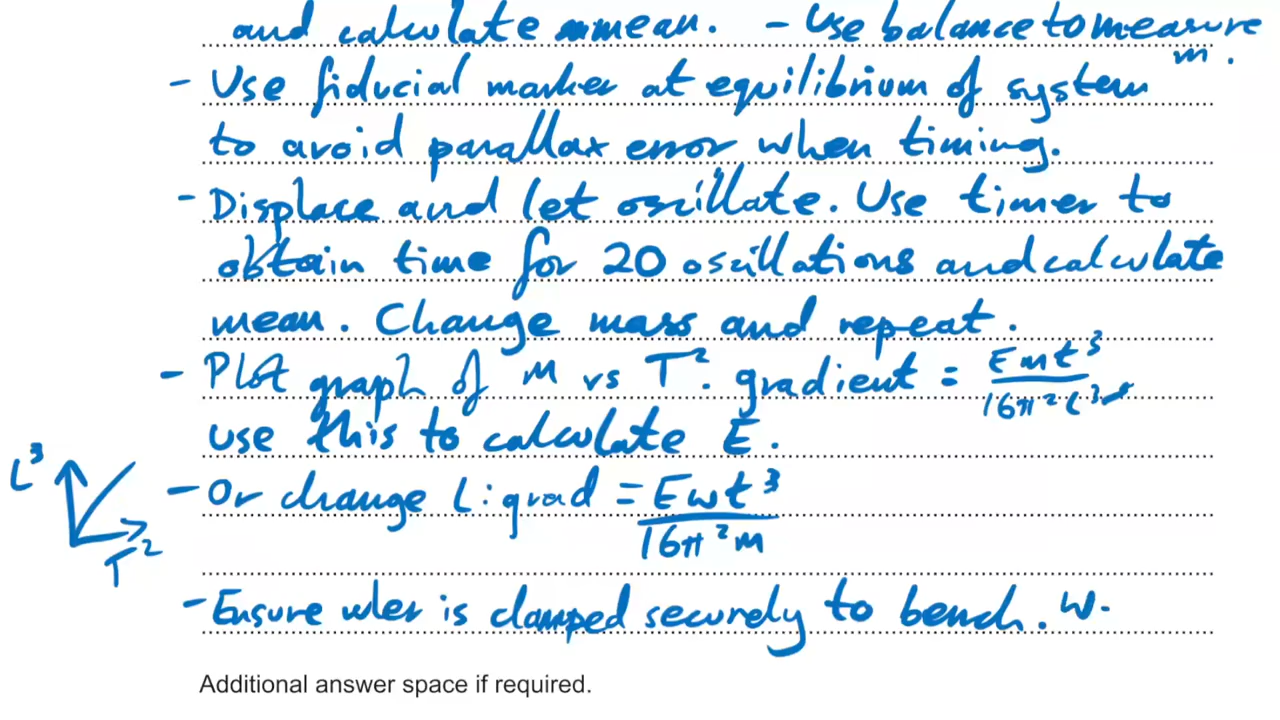 and calculate mean. - Use balance to measure
m.
- Use fiducial marker at equilibrium of system
to avoid parallax error when timing.
- Displace and let oscillate. Use timer to
obtain time for 20 oscillations and calculate
mean. Change mass and repeat.
- Plot graph of m vs T². gradient = Emt³/16π²L³
use this to calculate E.
L³
T²
- Or change L: grad = Ewt³/16π²m
- Ensure ruler is clamped securely to bench. W.
Additional answer space if required.